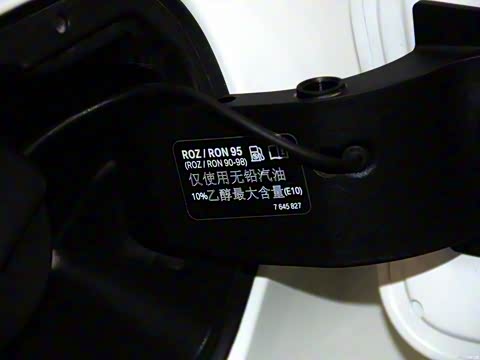 ROZ/RON 95
(ROZ/RON 90-98)
仅使用无铅汽油
10%乙醇最大含量(E10)
7 645 827